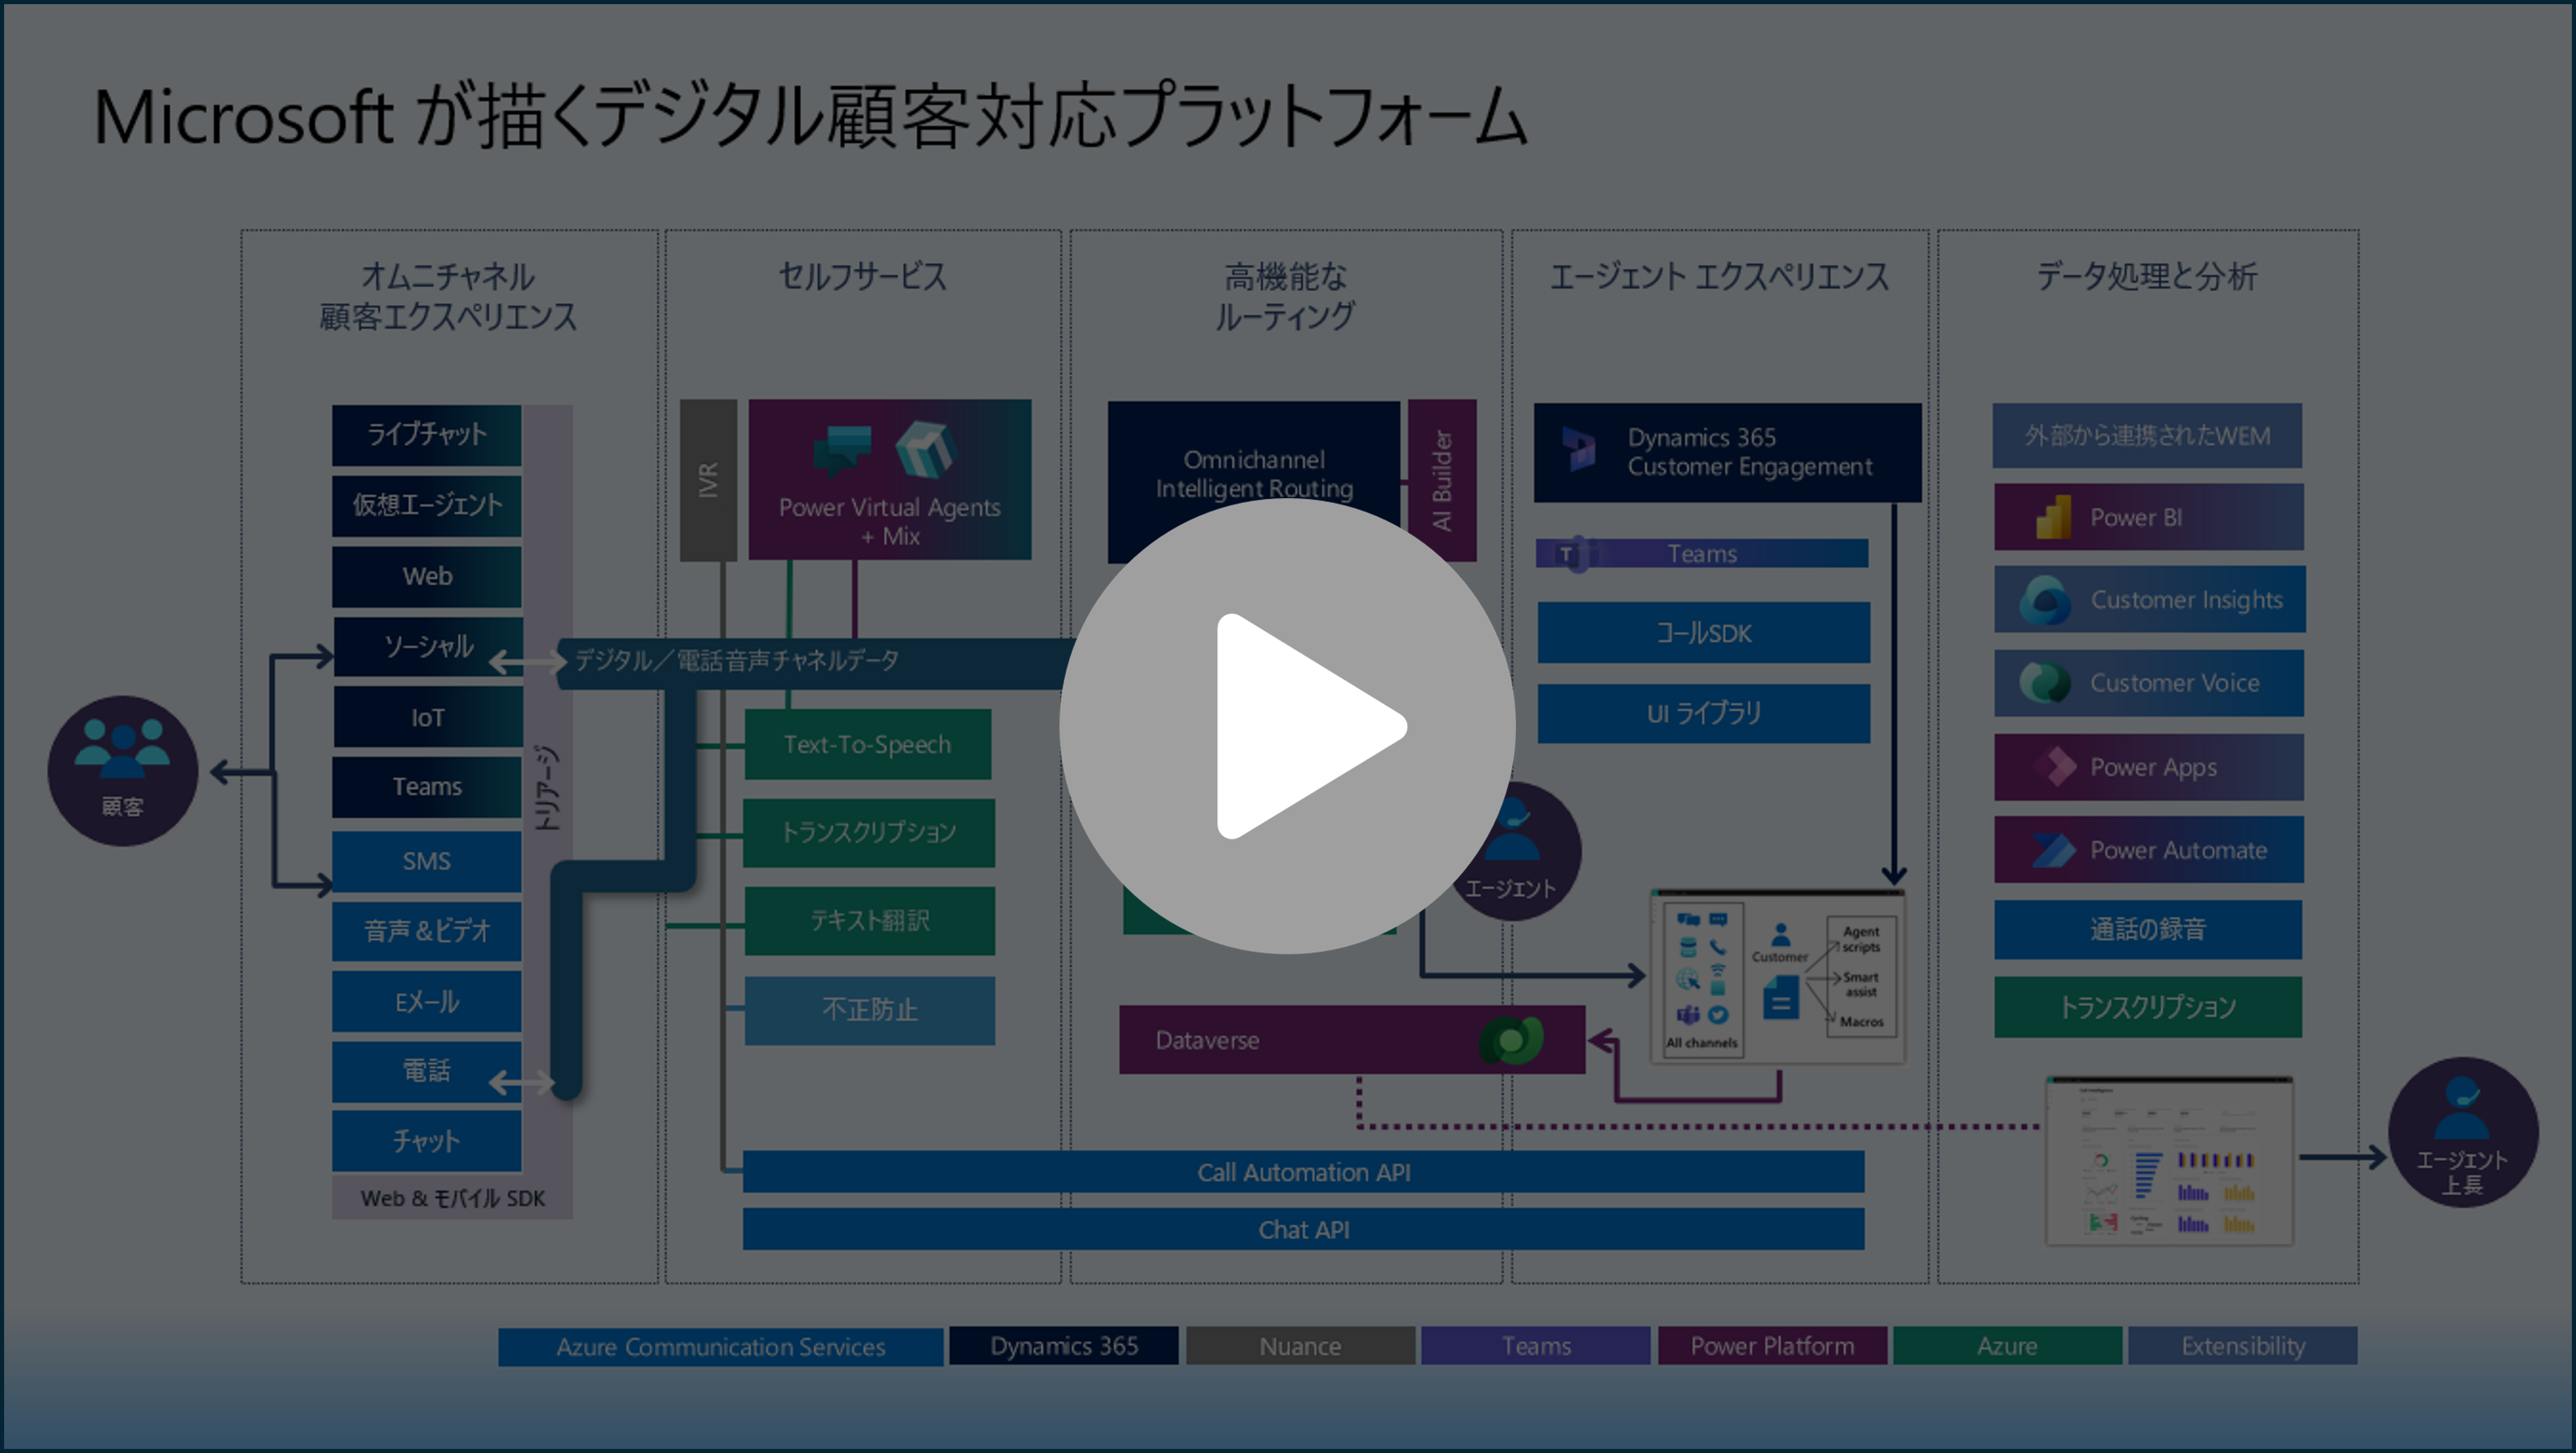 Microsoft が描くデジタル顧客対応プラットフォーム
オムニチャネル
顧客エクスペリエンス
セルフサービス
高機能な
ルーティング
エージェント エクスペリエンス
データ処理と分析
ライブチャット
仮想エージェント
Web
ソーシャル
IoT
Teams
SMS
音声＆ビデオ
Eメール
電話
チャット
トリアージ
Web & モバイル SDK
顧客
IVR
Power Virtual Agents
+ Mix
デジタル／電話音声チャネルデータ
Text-To-Speech
トランスクリプション
テキスト翻訳
不正防止
Omnichannel
Intelligent Routing
AI Builder
Dataverse
Call Automation API
Chat API
Dynamics 365
Customer Engagement
Teams
コールSDK
UI ライブラリ
エージェント
Customer
Agent
scripts
Smart
assist
Macros
All channels
外部から連携されたWEM
Power BI
Customer Insights
Customer Voice
Power Apps
Power Automate
通話の録音
トランスクリプション
エージェント
上長
Azure Communication Services
Dynamics 365
Nuance
Teams
Power Platform
Azure
Extensibility